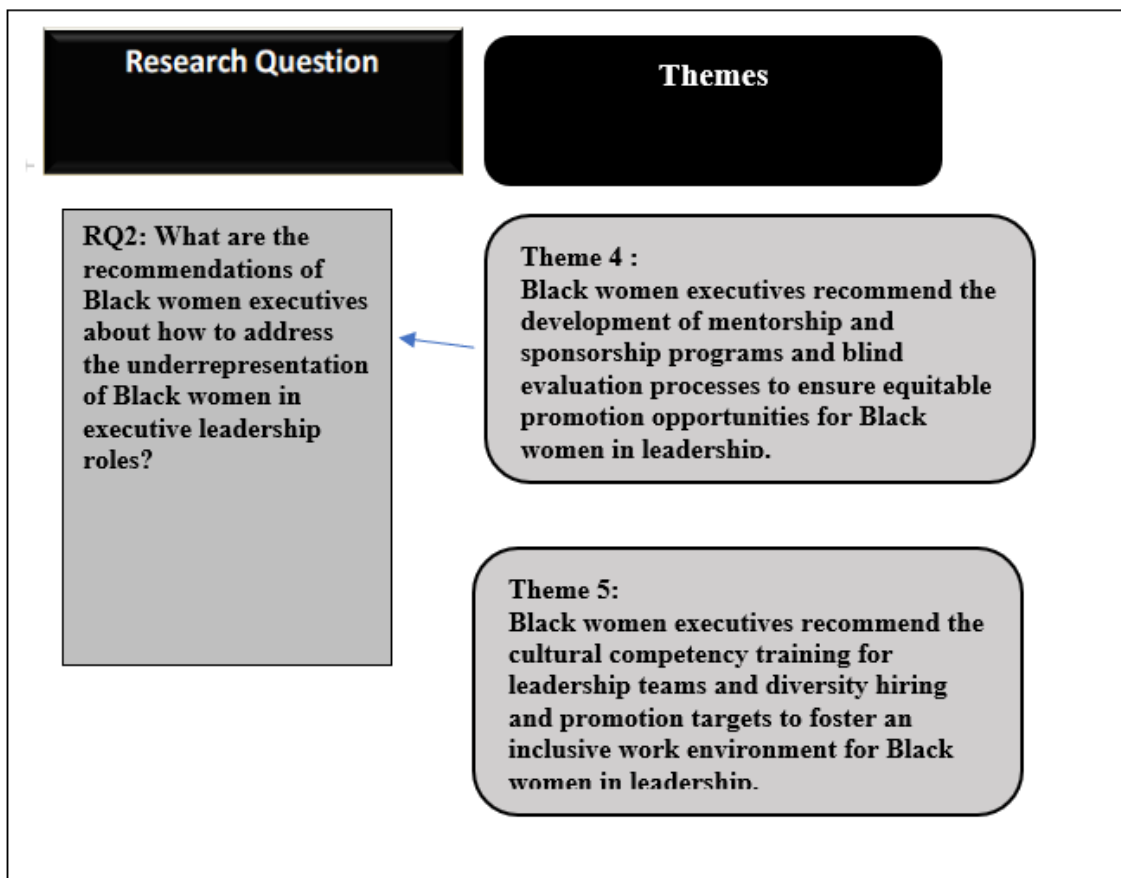 Research Question
Themes
RQ2: What are the
recommendations of
Black women executives
about how to address
the underrepresentation
of Black women in
executive leadership
roles?
Theme 4 :
Black women executives recommend the
development of mentorship and
sponsorship programs and blind
evaluation processes to ensure equitable
promotion opportunities for Black
women in leadership.
Theme 5:
Black women executives recommend the
cultural competency training for
leadership teams and diversity hiring
and promotion targets to foster an
inclusive work environment for Black
women in leadership.